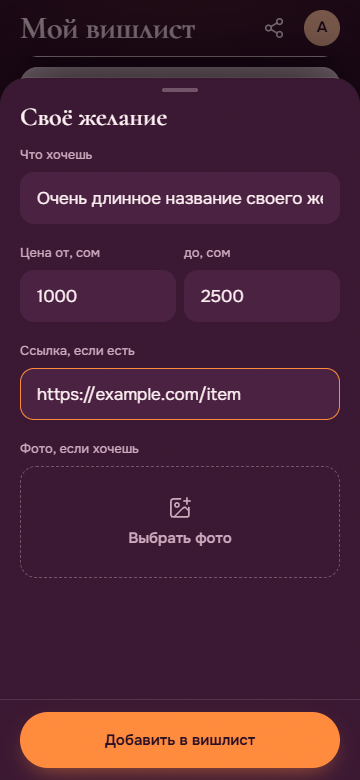 Мой вишлист
A
Своё желание
Что хочешь
Очень длинное название своего же
Цена от, сом
до, сом
1000
2500
Ссылка, если есть
https://example.com/item
Фото, если хочешь
Выбрать фото
Добавить в вишлист